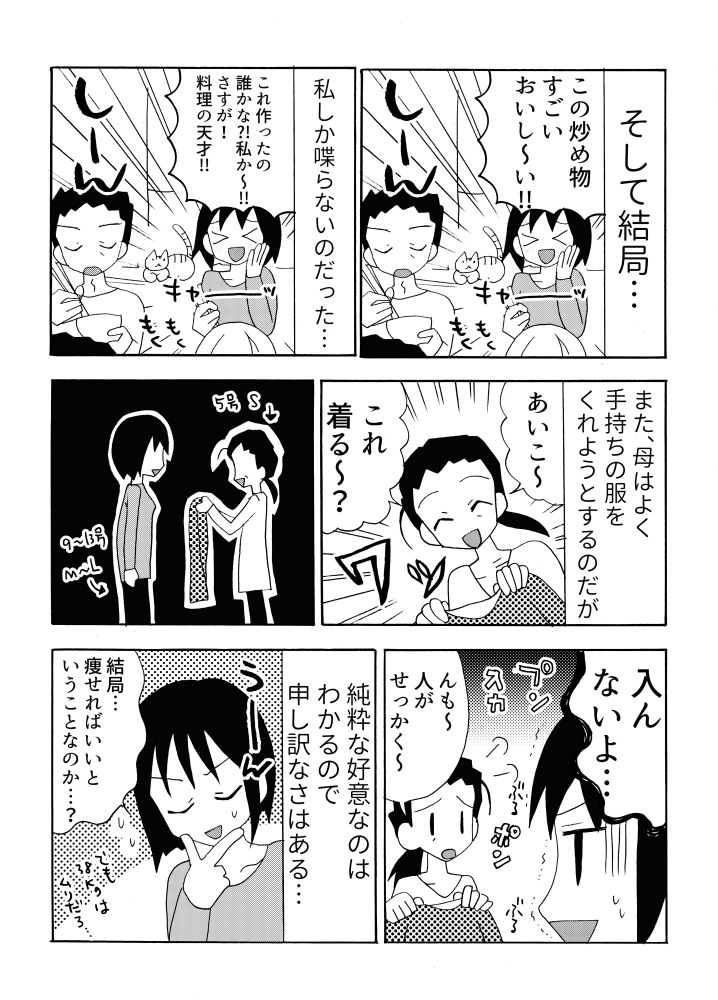 そして結局…
この炒め物
すごい
おいし〜い!!
しーん
キャーーッ
もぐ
もぐ
私しか喋らないのだった…
これ作ったの
誰かな?!私か〜!!
さすが!
料理の天才!!
しーん
キャーーッ
もぐ
もぐ
また、母はよく
手持ちの服を
くれようとするのだが
あいこ〜
これ
着る〜?
ワクッ
5号 S
9〜13号
M〜L
入ん
ないよ…
プン
スカ
ぷる
ポン
んも〜
人が
せっかく〜
純粋な好意なのは
わかるので
申し訳なさはある…
うーーん
結局…
痩せればいいと
いうことなのか…?
でも
38kgは
ムリだろ